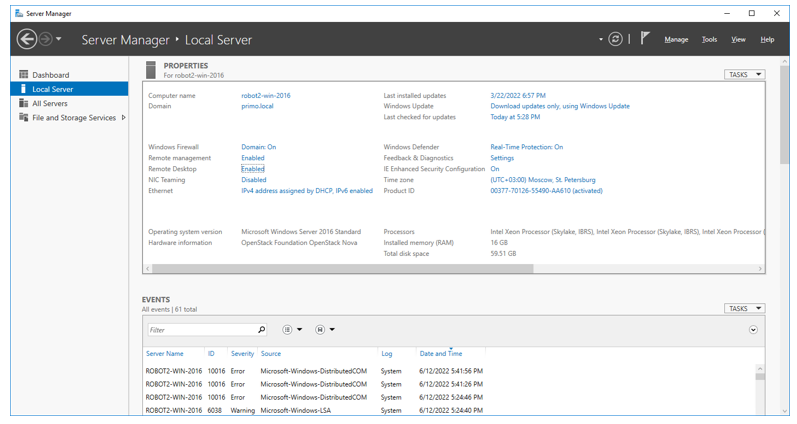 Server Manager
Server Manager • Local Server
Manage Tools View Help
Dashboard
Local Server
All Servers
File and Storage Services
PROPERTIES
For robot2-win-2016
TASKS
Computer name robot2-win-2016 Last installed updates 3/22/2022 6:57 PM
Domain primo.local Windows Update Download updates only, using Windows Update
Last checked for updates Today at 5:28 PM
Windows Firewall Domain: On Windows Defender Real-Time Protection: On
Remote management Enabled Feedback & Diagnostics Settings
Remote Desktop Enabled IE Enhanced Security Configuration On
NIC Teaming Disabled Time zone (UTC+03:00) Moscow, St. Petersburg
Ethernet IPv4 address assigned by DHCP, IPv6 enabled Product ID 00377-70126-55490-AA610 (activated)
Operating system version Microsoft Windows Server 2016 Standard Processors Intel Xeon Processor (Skylake, IBRS), Intel Xeon Processor (Skylake, IBRS), Intel Xeon Processor (
Hardware information OpenStack Foundation OpenStack Nova Installed memory (RAM) 16 GB
Total disk space 59.51 GB
EVENTS
All events | 61 total
TASKS
Filter
Server Name ID Severity Source Log Date and Time
ROBOT2-WIN-2016 10016 Error Microsoft-Windows-DistributedCOM System 6/12/2022 5:41:56 PM
ROBOT2-WIN-2016 10016 Error Microsoft-Windows-DistributedCOM System 6/12/2022 5:41:26 PM
ROBOT2-WIN-2016 10016 Error Microsoft-Windows-DistributedCOM System 6/12/2022 5:24:46 PM
ROBOT2-WIN-2016 6038 Warning Microsoft-Windows-LSA System 6/12/2022 5:24:40 PM